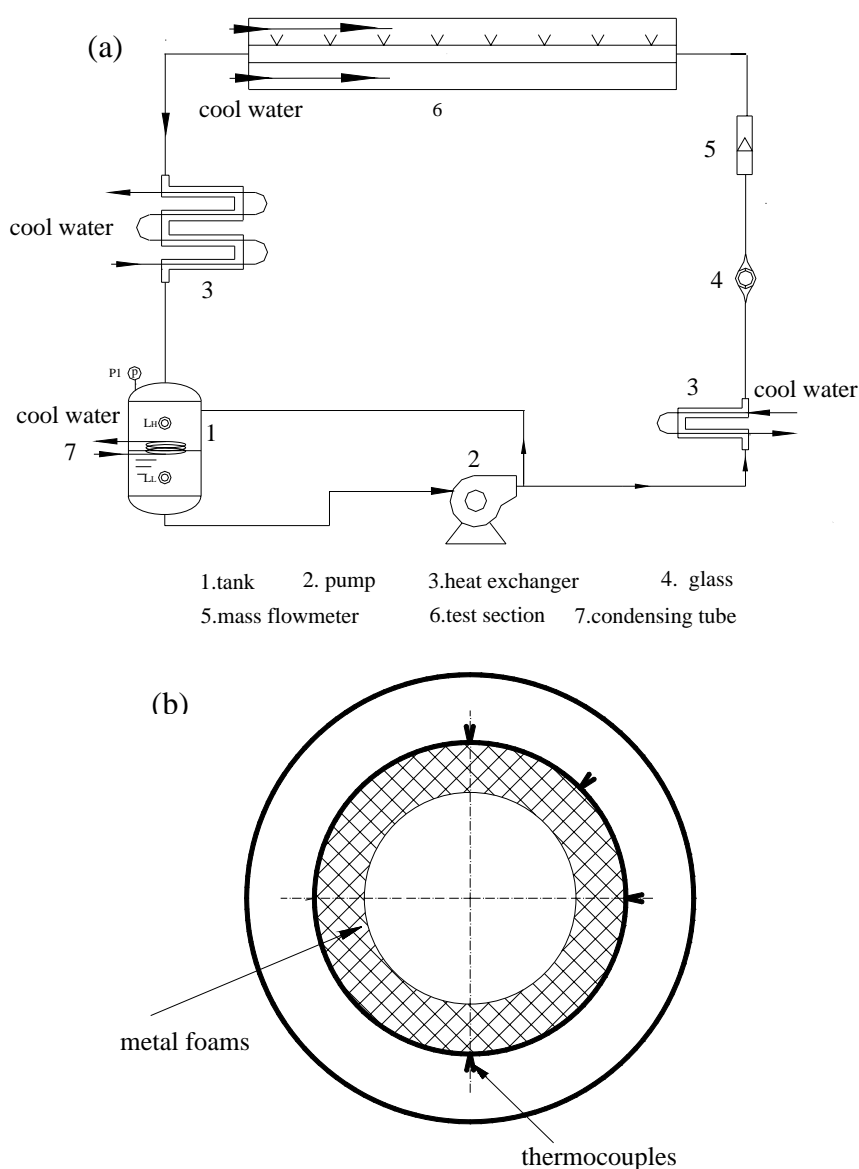 (a)
cool water
6
5
cool water
3
4
P1
p
3
cool water
cool water
LH
1
7
LL
2
1.tank 2. pump 3.heat exchanger 4. glass
5.mass flowmeter 6.test section 7.condensing tube
(b)
metal foams
thermocouples